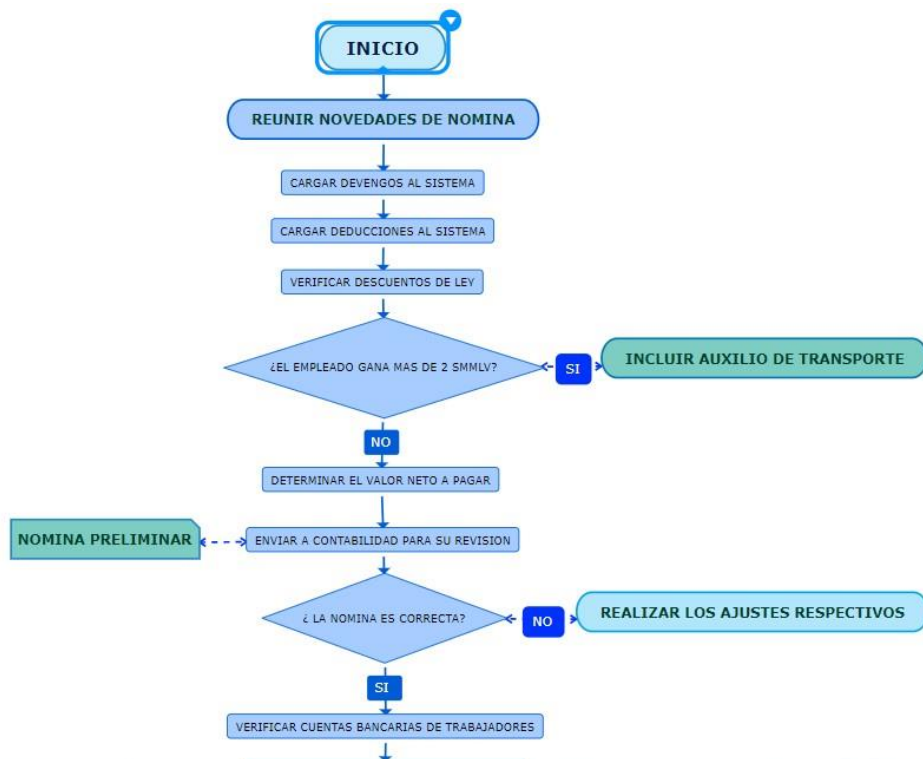 INICIO
REUNIR NOVEDADES DE NOMINA
CARGAR DEVENGOS AL SISTEMA
CARGAR DEDUCCIONES AL SISTEMA
VERIFICAR DESCUENTOS DE LEY
¿EL EMPLEADO GANA MAS DE 2 SMMLV?
SI
INCLUIR AUXILIO DE TRANSPORTE
NO
DETERMINAR EL VALOR NETO A PAGAR
NOMINA PRELIMINAR
ENVIAR A CONTABILIDAD PARA SU REVISION
¿ LA NOMINA ES CORRECTA?
NO
REALIZAR LOS AJUSTES RESPECTIVOS
SI
VERIFICAR CUENTAS BANCARIAS DE TRABAJADORES